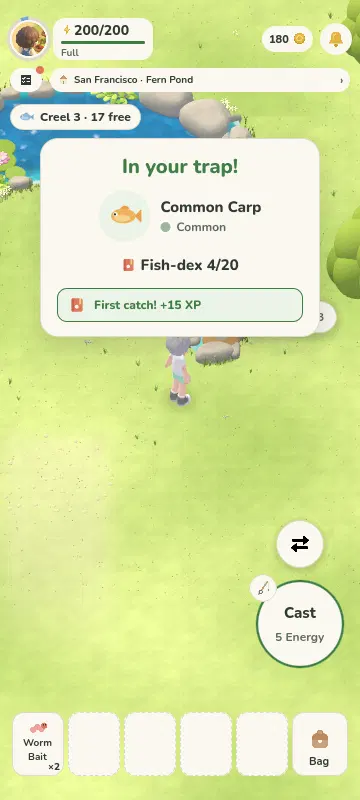 200/200
Full
180
San Francisco · Fern Pond
Creel 3 · 17 free
In your trap!
Common Carp
Common
Fish-dex 4/20
First catch! +15 XP
Cast
5 Energy
Worm
Bait
×2
Bag